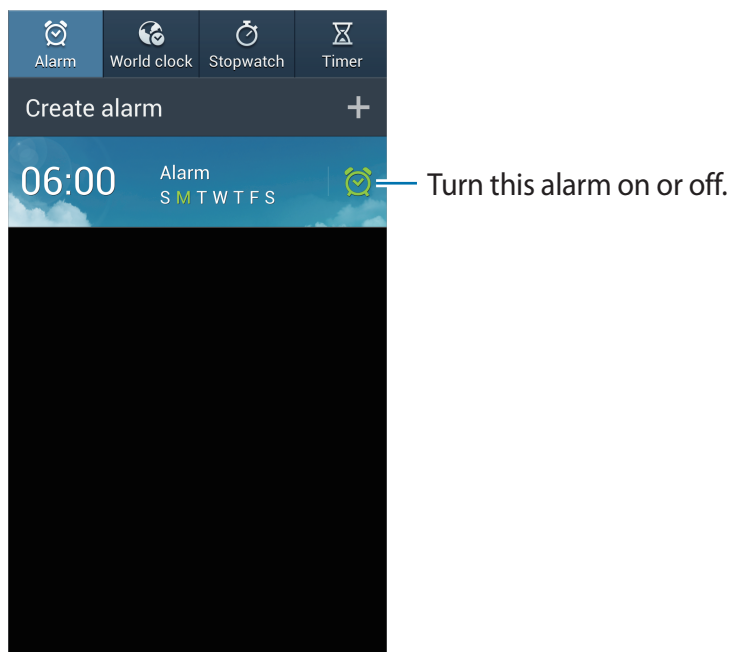 Alarm World clock Stopwatch Timer
Create alarm
06:00 Alarm
S M T W T F S
Turn this alarm on or off.